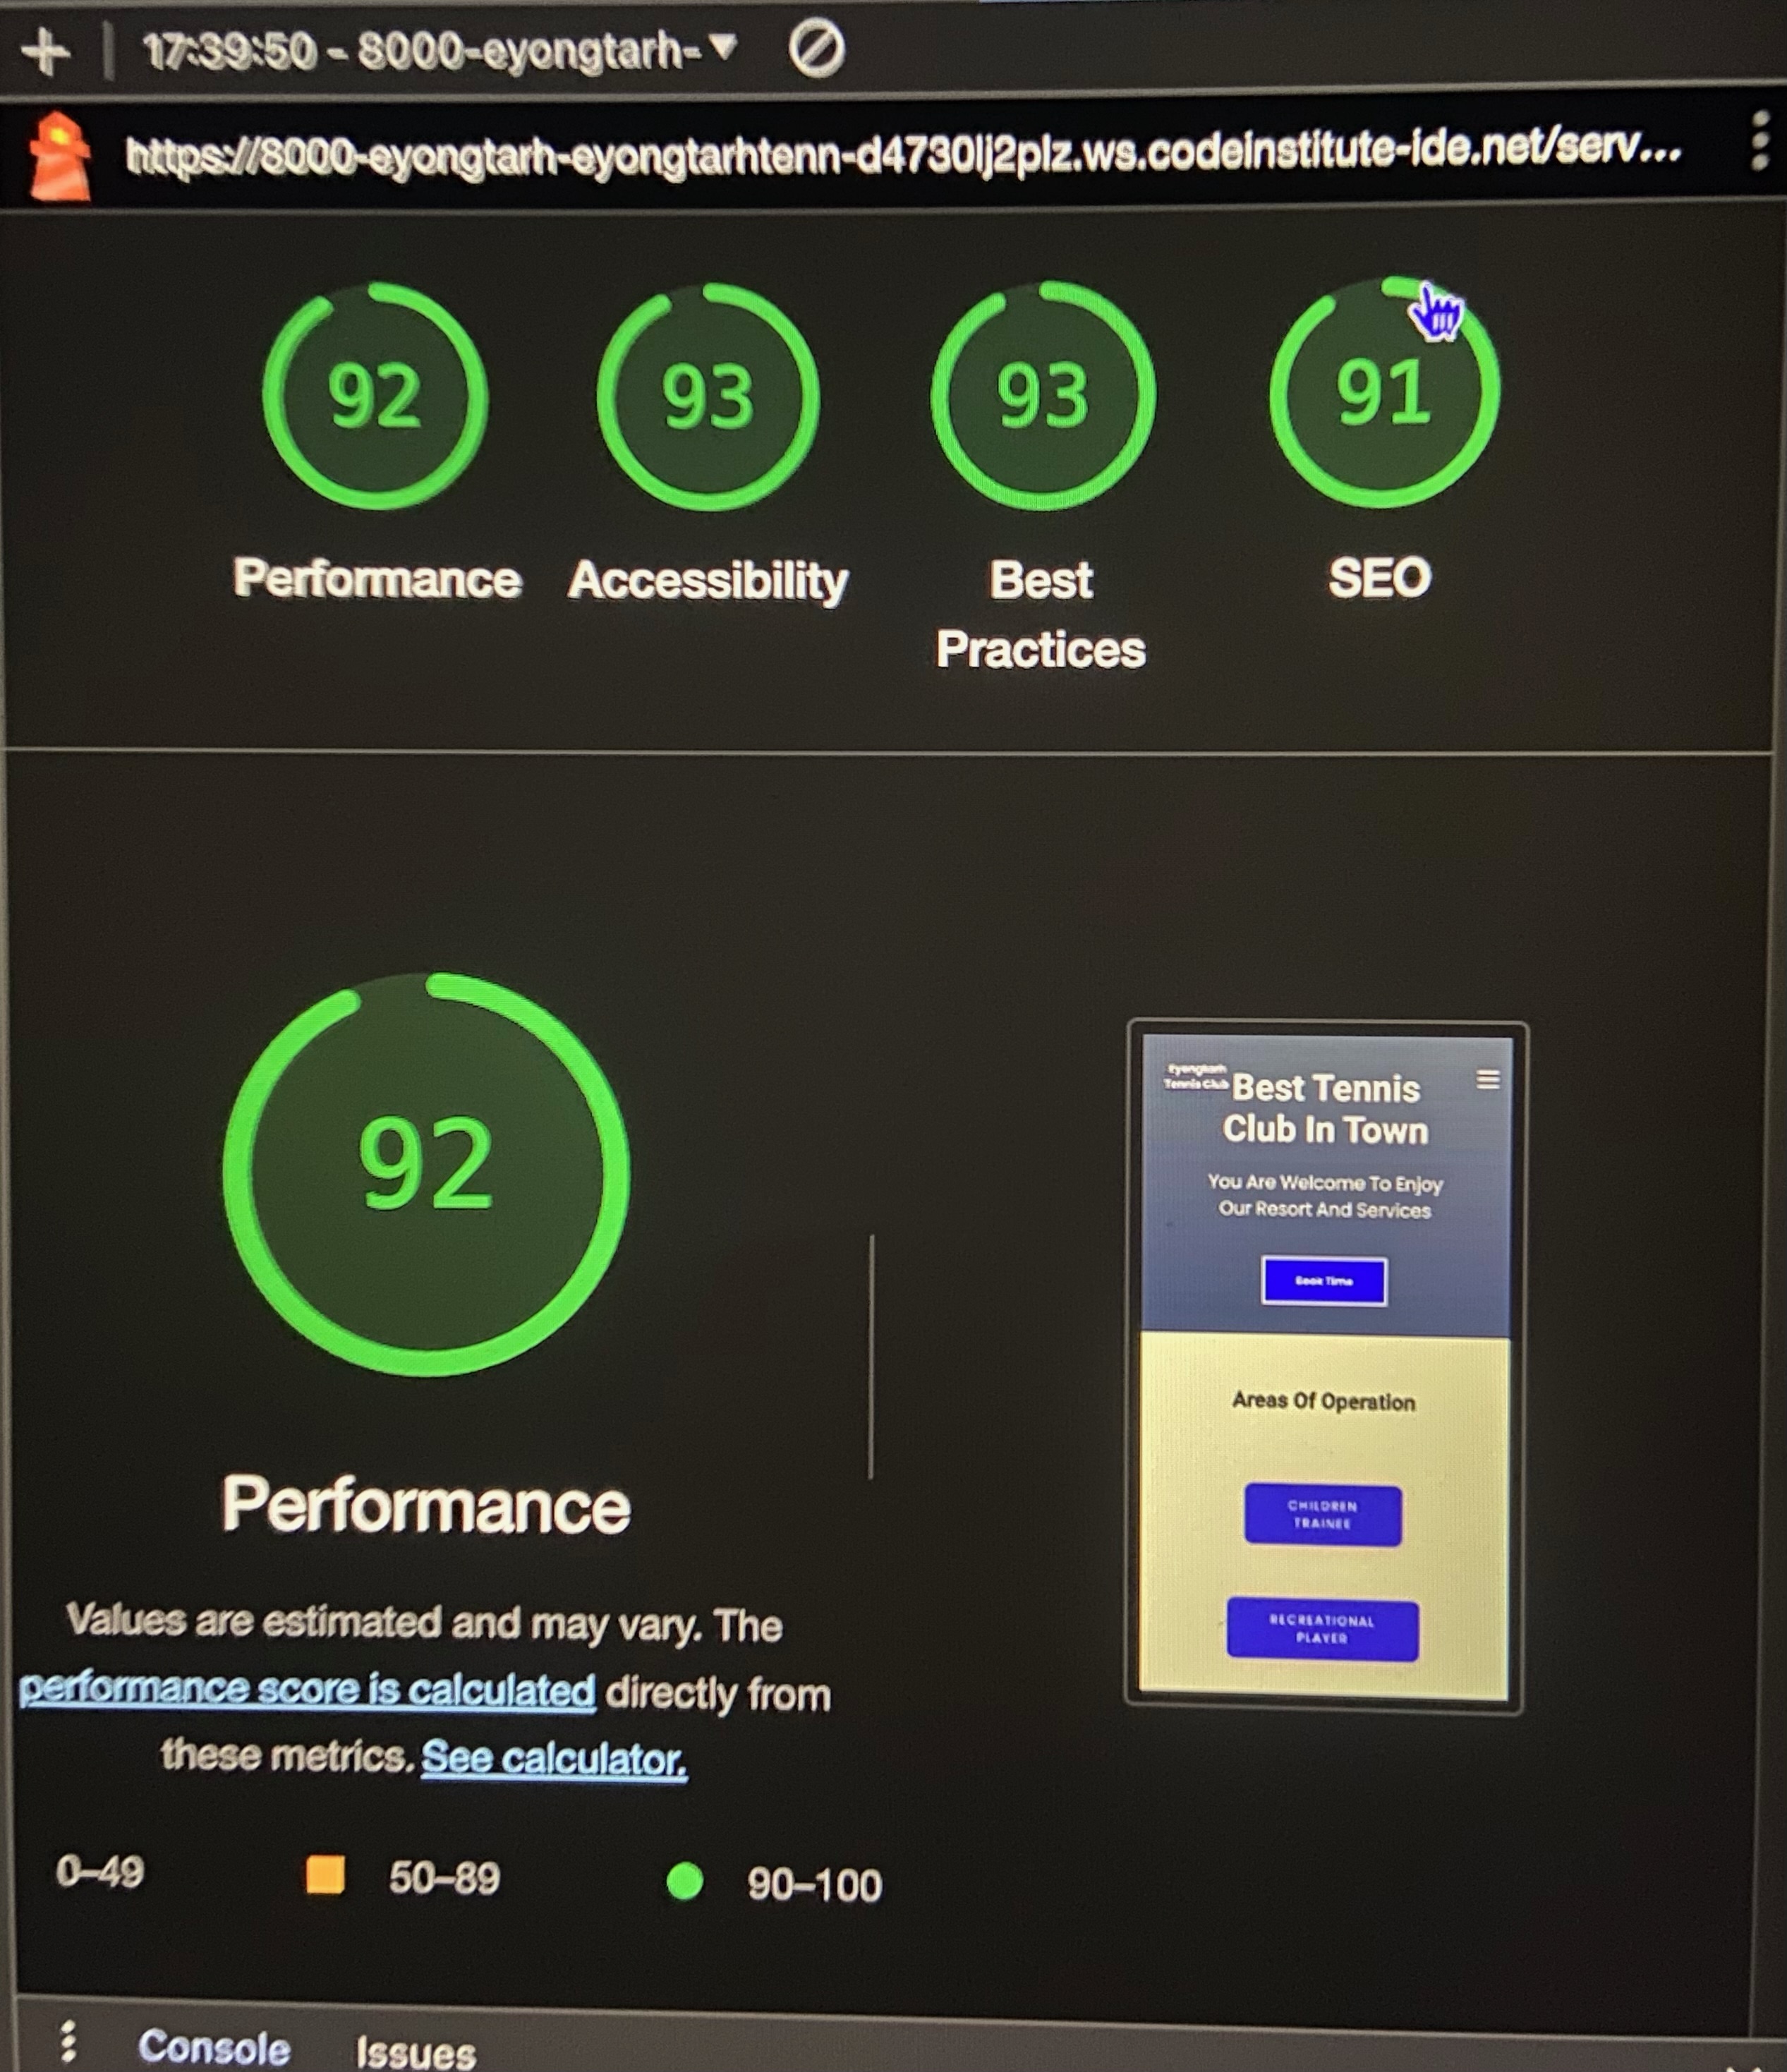 17:39:50 - 8000-eyongtarh-
https://8000-eyongtarh-eyongtarhtenn-d4730lj2plz.ws.codeinstitute-ide.net/serv...
92
93
93
91
Performance
Accessibility
Best
Practices
SEO
92
Performance
Values are estimated and may vary. The
performance score is calculated directly from
these metrics. See calculator.
0–49
50–89
90–100
Eyongtarh
Tennis Club
Best Tennis
Club In Town
You Are Welcome To Enjoy
Our Resort And Services
Book Time
Areas Of Operation
CHILDREN
TRAINEE
RECREATIONAL
PLAYER
Console
Issues